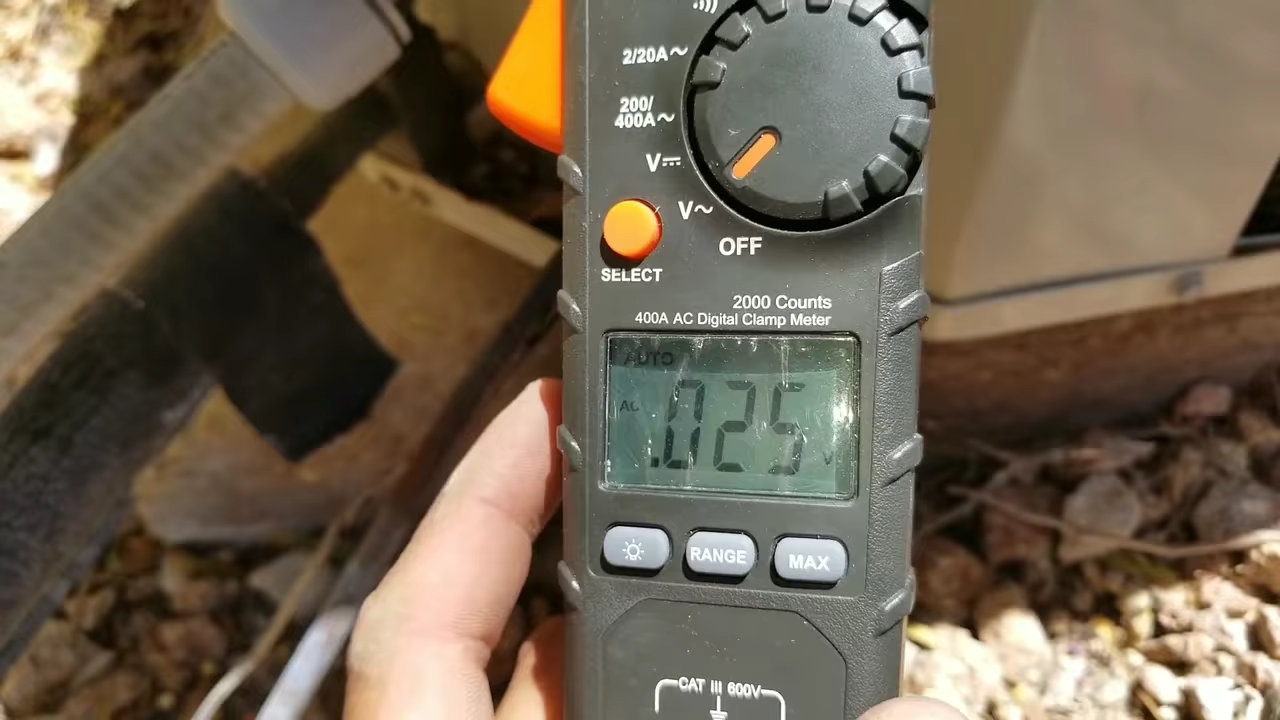 2/20A~
200/
400A~
V⎓
V~
OFF
SELECT
2000 Counts
400A AC Digital Clamp Meter
AUTO
AC
.025
V
RANGE
MAX
CAT III 600V